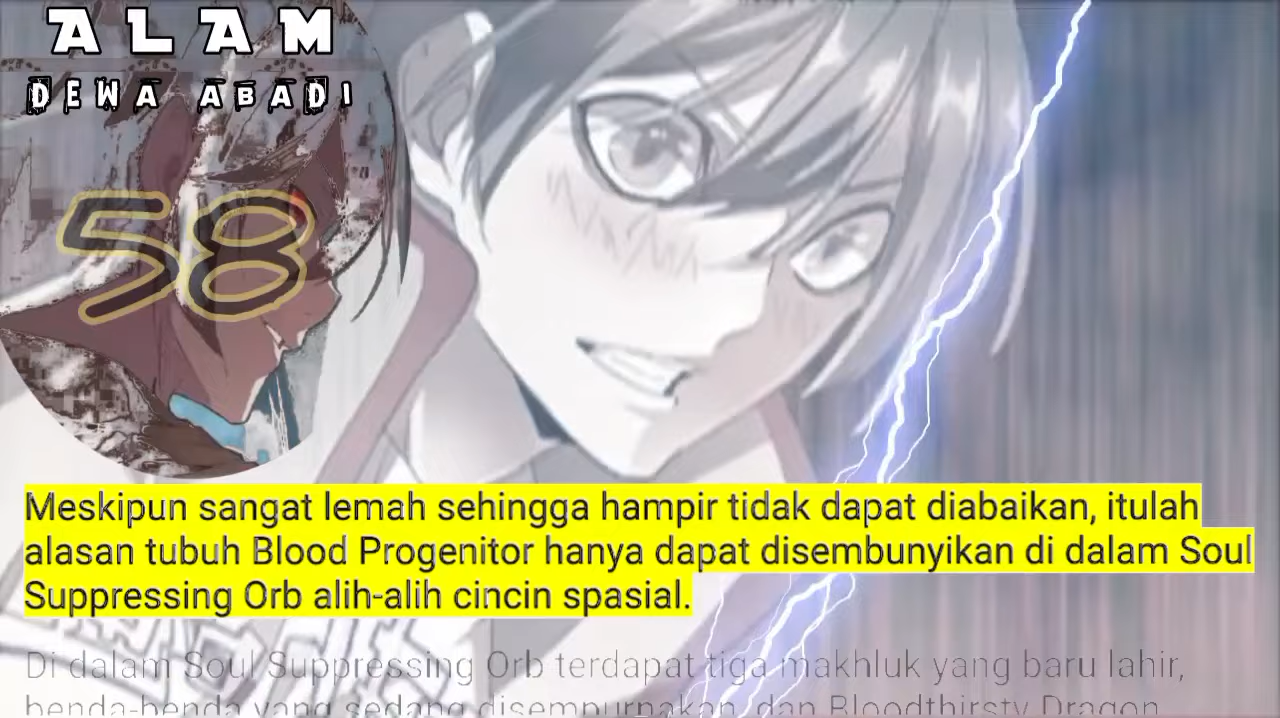 ALAM
DEWA ABADI
58
Meskipun sangat lemah sehingga hampir tidak dapat diabaikan, itulah
alasan tubuh Blood Progenitor hanya dapat disembunyikan di dalam Soul
Suppressing Orb alih-alih cincin spasial.
Di dalam Soul Suppressing Orb terdapat tiga makhluk yang baru lahir,
benda-benda yang sedang disempurnakan, dan Bloodthirsty Dragon